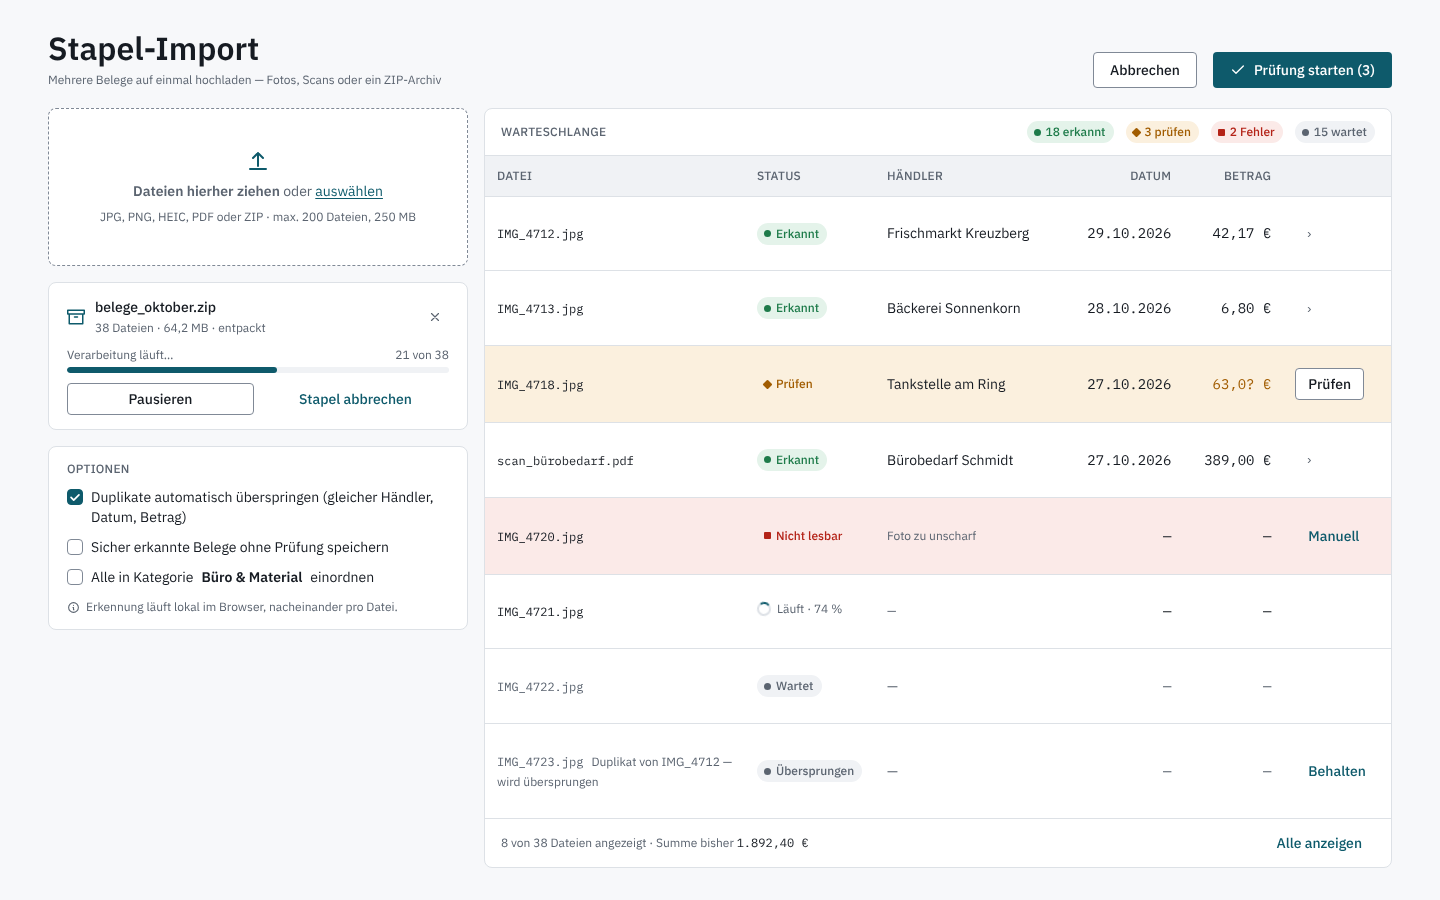 Stapel-Import
Mehrere Belege auf einmal hochladen — Fotos, Scans oder ein ZIP-Archiv
Abbrechen
Prüfung starten (3)
Dateien hierher ziehen oder auswählen
JPG, PNG, HEIC, PDF oder ZIP · max. 200 Dateien, 250 MB
belege_oktober.zip
38 Dateien · 64,2 MB · entpackt
Verarbeitung läuft… 21 von 38
Pausieren Stapel abbrechen
OPTIONEN
Duplikate automatisch überspringen (gleicher Händler,
Datum, Betrag)
Sicher erkannte Belege ohne Prüfung speichern
Alle in Kategorie Büro & Material einordnen
Erkennung läuft lokal im Browser, nacheinander pro Datei.
WARTESCHLANGE 18 erkannt 3 prüfen 2 Fehler 15 wartet
DATEI STATUS HÄNDLER DATUM BETRAG
IMG_4712.jpg Erkannt Frischmarkt Kreuzberg 29.10.2026 42,17 € ›
IMG_4713.jpg Erkannt Bäckerei Sonnenkorn 28.10.2026 6,80 € ›
IMG_4718.jpg Prüfen Tankstelle am Ring 27.10.2026 63,0? € Prüfen
scan_bürobedarf.pdf Erkannt Bürobedarf Schmidt 27.10.2026 389,00 € ›
IMG_4720.jpg Nicht lesbar Foto zu unscharf — — Manuell
IMG_4721.jpg Läuft · 74 % — — —
IMG_4722.jpg Wartet — — —
IMG_4723.jpg Duplikat von IMG_4712 —
wird übersprungen
Übersprungen — — — Behalten
8 von 38 Dateien angezeigt · Summe bisher 1.892,40 € Alle anzeigen